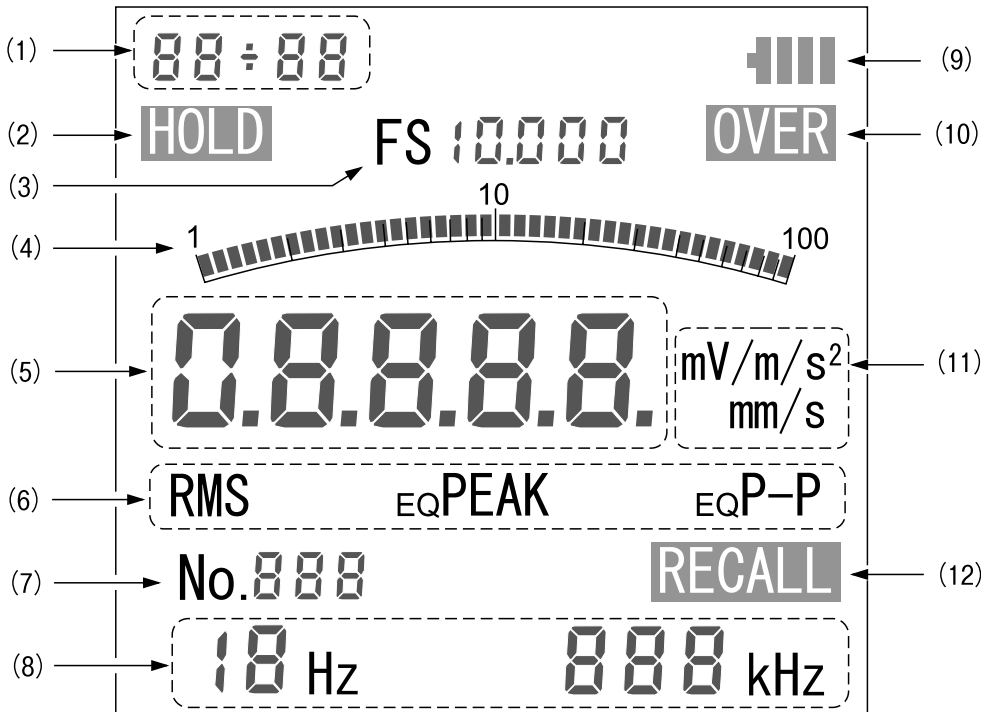 (1) 88:88 (9)
(2) HOLD FS 10.000 OVER (10)
(3)
10
(4) 1 100
(5) 0.8.8.8.8. mV/m/s² (11)
mm/s
(6) RMS EQPEAK EQP-P
(7) No.888 RECALL (12)
(8) 18 Hz 888 kHz